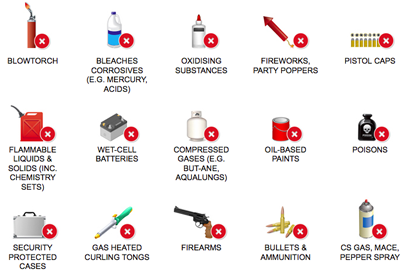 BLOWTORCH
BLEACHES
CORROSIVES
(E.G. MERCURY,
ACIDS)
OXIDISING
SUBSTANCES
FIREWORKS,
PARTY POPPERS
PISTOL CAPS
FLAMMABLE
LIQUIDS &
SOLIDS (INC.
CHEMISTRY
SETS)
WET-CELL
BATTERIES
COMPRESSED
GASES (E.G.
BUT-ANE,
AQUALUNGS)
OIL-BASED
PAINTS
POISONS
SECURITY
PROTECTED
CASES
GAS HEATED
CURLING TONGS
FIREARMS
BULLETS &
AMMUNITION
CS GAS, MACE,
PEPPER SPRAY